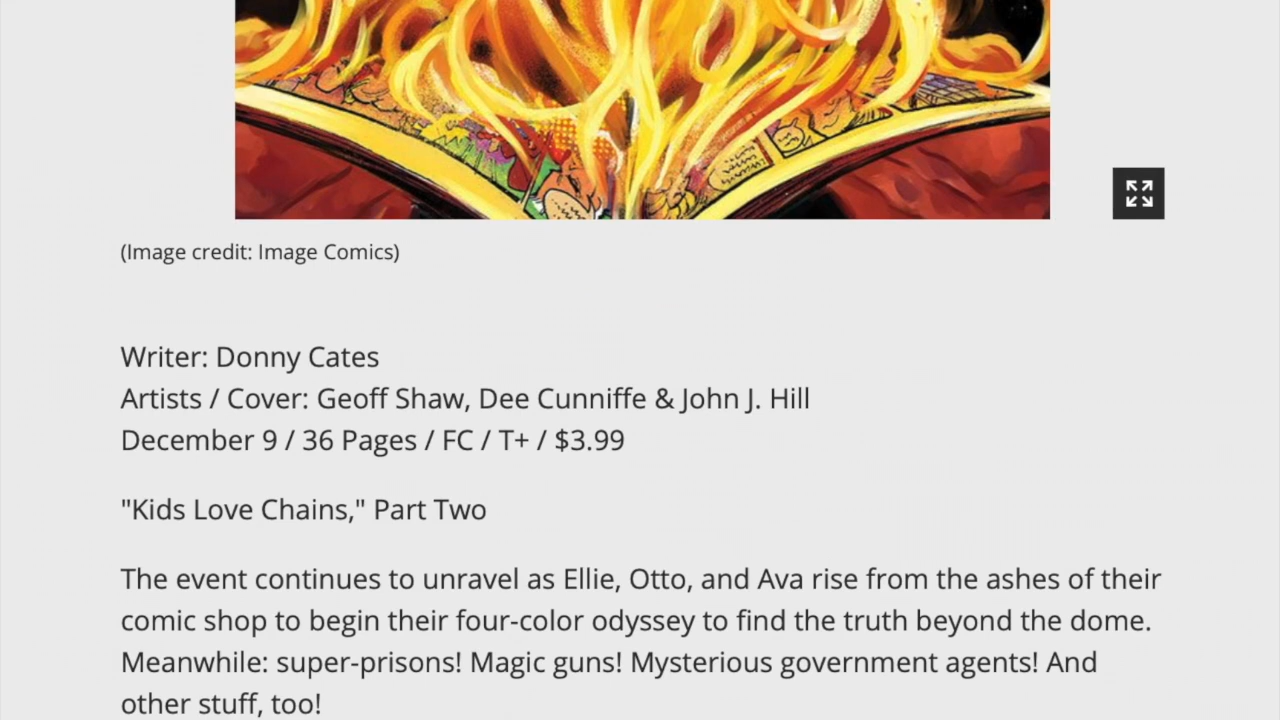 (Image credit: Image Comics)
Writer: Donny Cates
Artists / Cover: Geoff Shaw, Dee Cunniffe & John J. Hill
December 9 / 36 Pages / FC / T+ / $3.99
"Kids Love Chains," Part Two
The event continues to unravel as Ellie, Otto, and Ava rise from the ashes of their
comic shop to begin their four-color odyssey to find the truth beyond the dome.
Meanwhile: super-prisons! Magic guns! Mysterious government agents! And
other stuff, too!